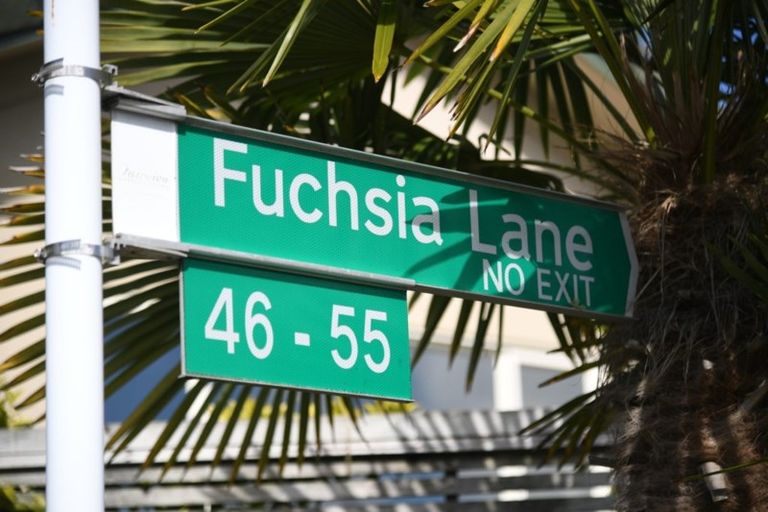 Fuchsia Lane
NO EXIT
46 - 55